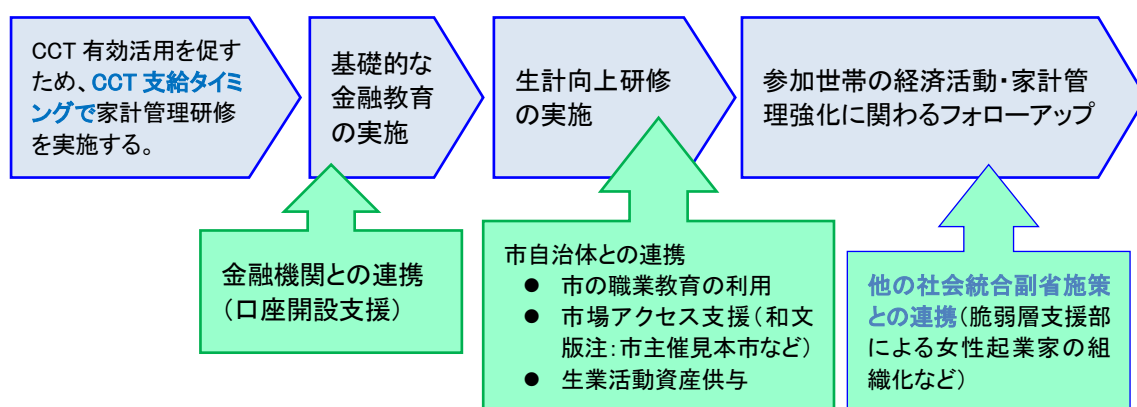 CCT 有効活用を促す
ため、CCT 支給タイミ
ングで家計管理研修
を実施する。
基礎的な
金融教育
の実施
生計向上研修
の実施
参加世帯の経済活動・家計管
理強化に関わるフォローアップ
金融機関との連携
（口座開設支援）
市自治体との連携
● 市の職業教育の利用
● 市場アクセス支援（和文
版注：市主催見本市など）
● 生業活動資産供与
他の社会統合副省施策
との連携（脆弱層支援部
による女性起業家の組
織化など）